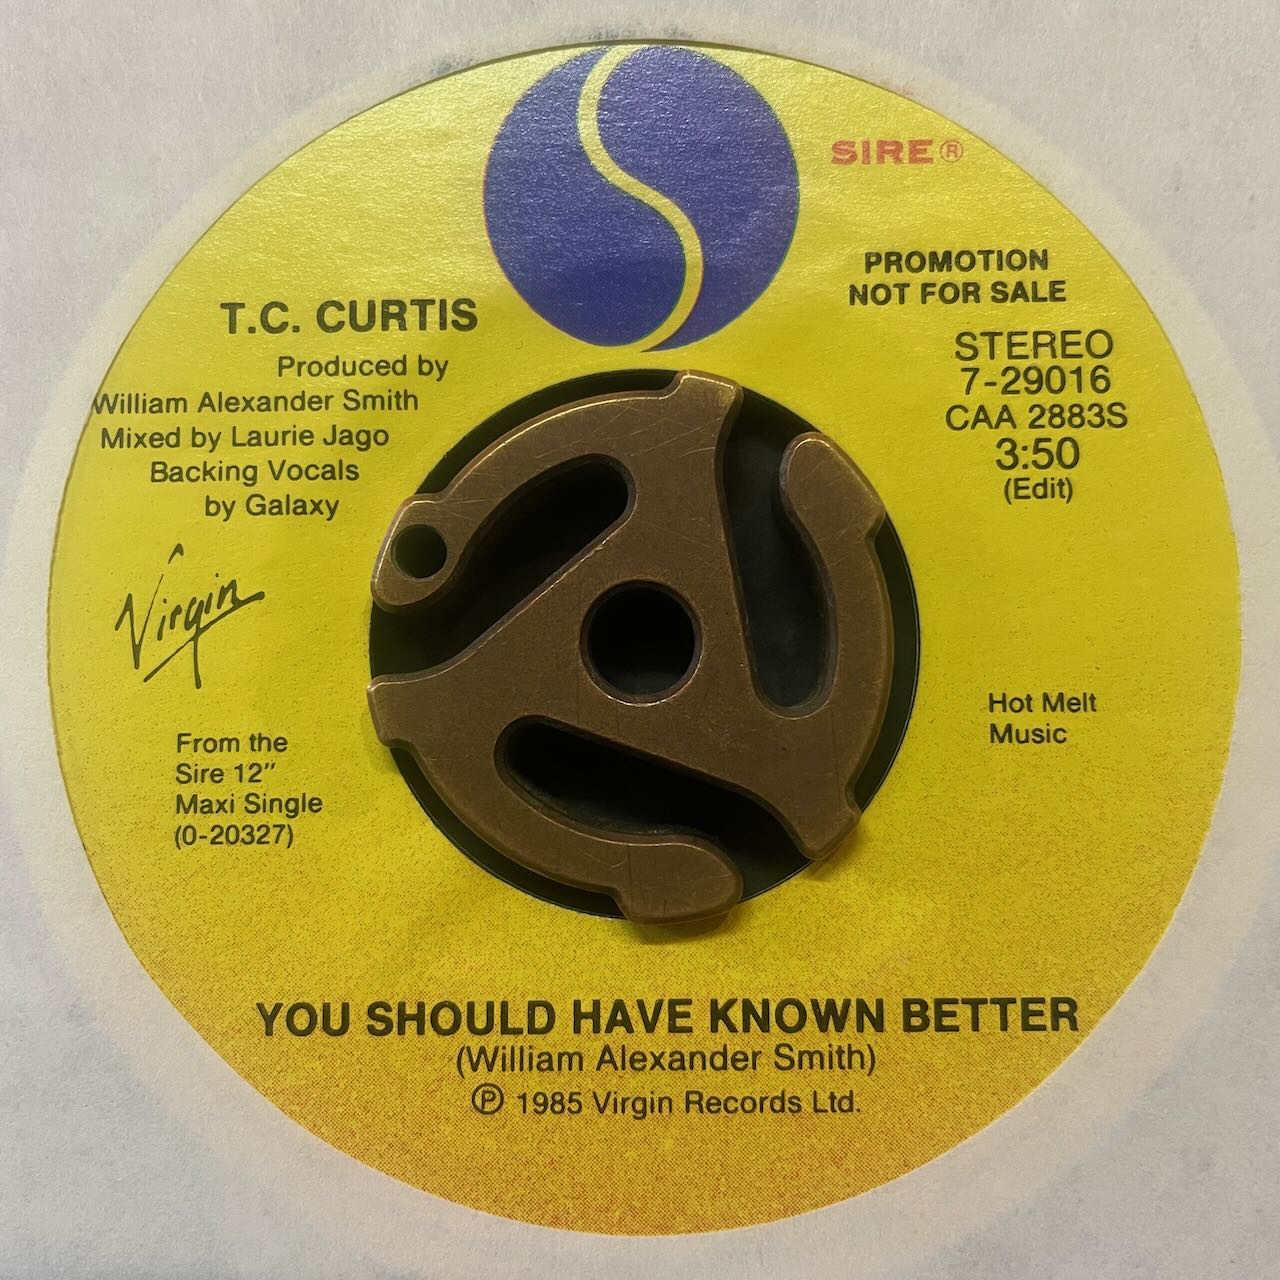 SIRE®
PROMOTION
NOT FOR SALE
STEREO
7-29016
CAA 2883S
3:50
(Edit)
T.C. CURTIS
Produced by
William Alexander Smith
Mixed by Laurie Jago
Backing Vocals
by Galaxy
Virgin
From the
Sire 12"
Maxi Single
(0-20327)
Hot Melt
Music
YOU SHOULD HAVE KNOWN BETTER
(William Alexander Smith)
℗ 1985 Virgin Records Ltd.